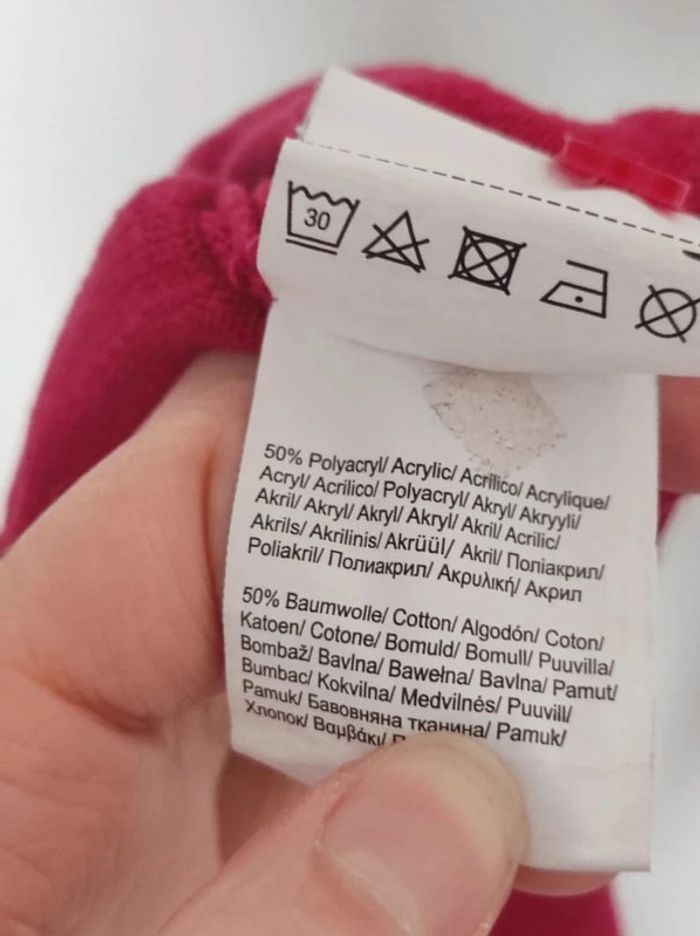 30
50% Polyacryl/ Acrylic/ Acrílico/ Acrylique/
Acryl/ Acrilico/ Polyacryl/ Akryl/ Akryyli/
Akril/ Akryl/ Akryl/ Akryl/ Akril/ Acrilic/
Akrils/ Akrilinis/ Akrüül/ Akril/ Поліакрил/
Poliakril/ Полиакрил/ Ακρυλική/ Акрил
50% Baumwolle/ Cotton/ Algodón/ Coton/
Katoen/ Cotone/ Bomuld/ Bomull/ Puuvilla/
Bombaž/ Bavlna/ Bawełna/ Bavlna/ Pamut/
Bumbac/ Kokvilna/ Medvilnės/ Puuvill/
Pamuk/ Бавовняна тканина/ Pamuk/
Хлопок/ Βαμβάκι/